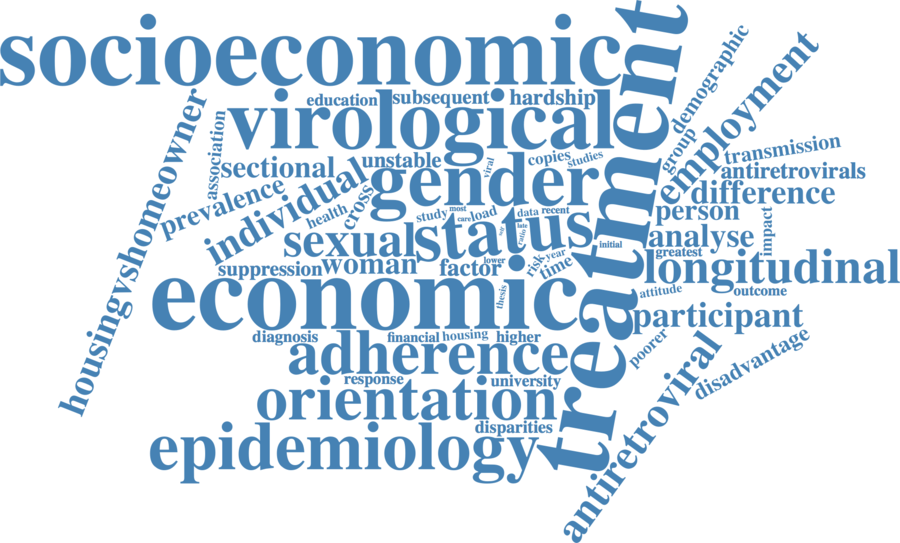 socioeconomic
treatment
demographic
employment
group
education
subsequent
hardship
virological
housingvshomeowner
association
sectional
unstable
viral
copies
studies
transmission
antiretrovirals
prevalence
individual
cross
gender
difference
health
study
most
care
load
data
recent
late
ratio
person
impact
sexual
status
initial
analyse
suppression
woman
factor
lower
risk
year
time
greatest
longitudinal
economic
thesis
attitude
outcome
participant
diagnosis
financial
housing
higher
poorer
disadvantage
adherence
response
university
antiretroviral
orientation
disparities
epidemiology